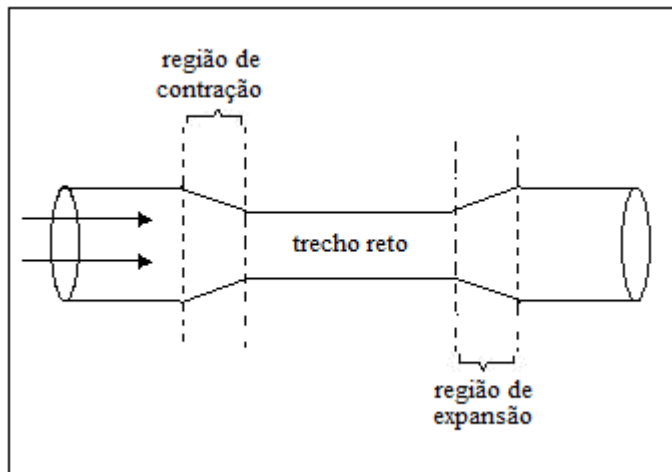 região de
contração
trecho reto
região de
expansão